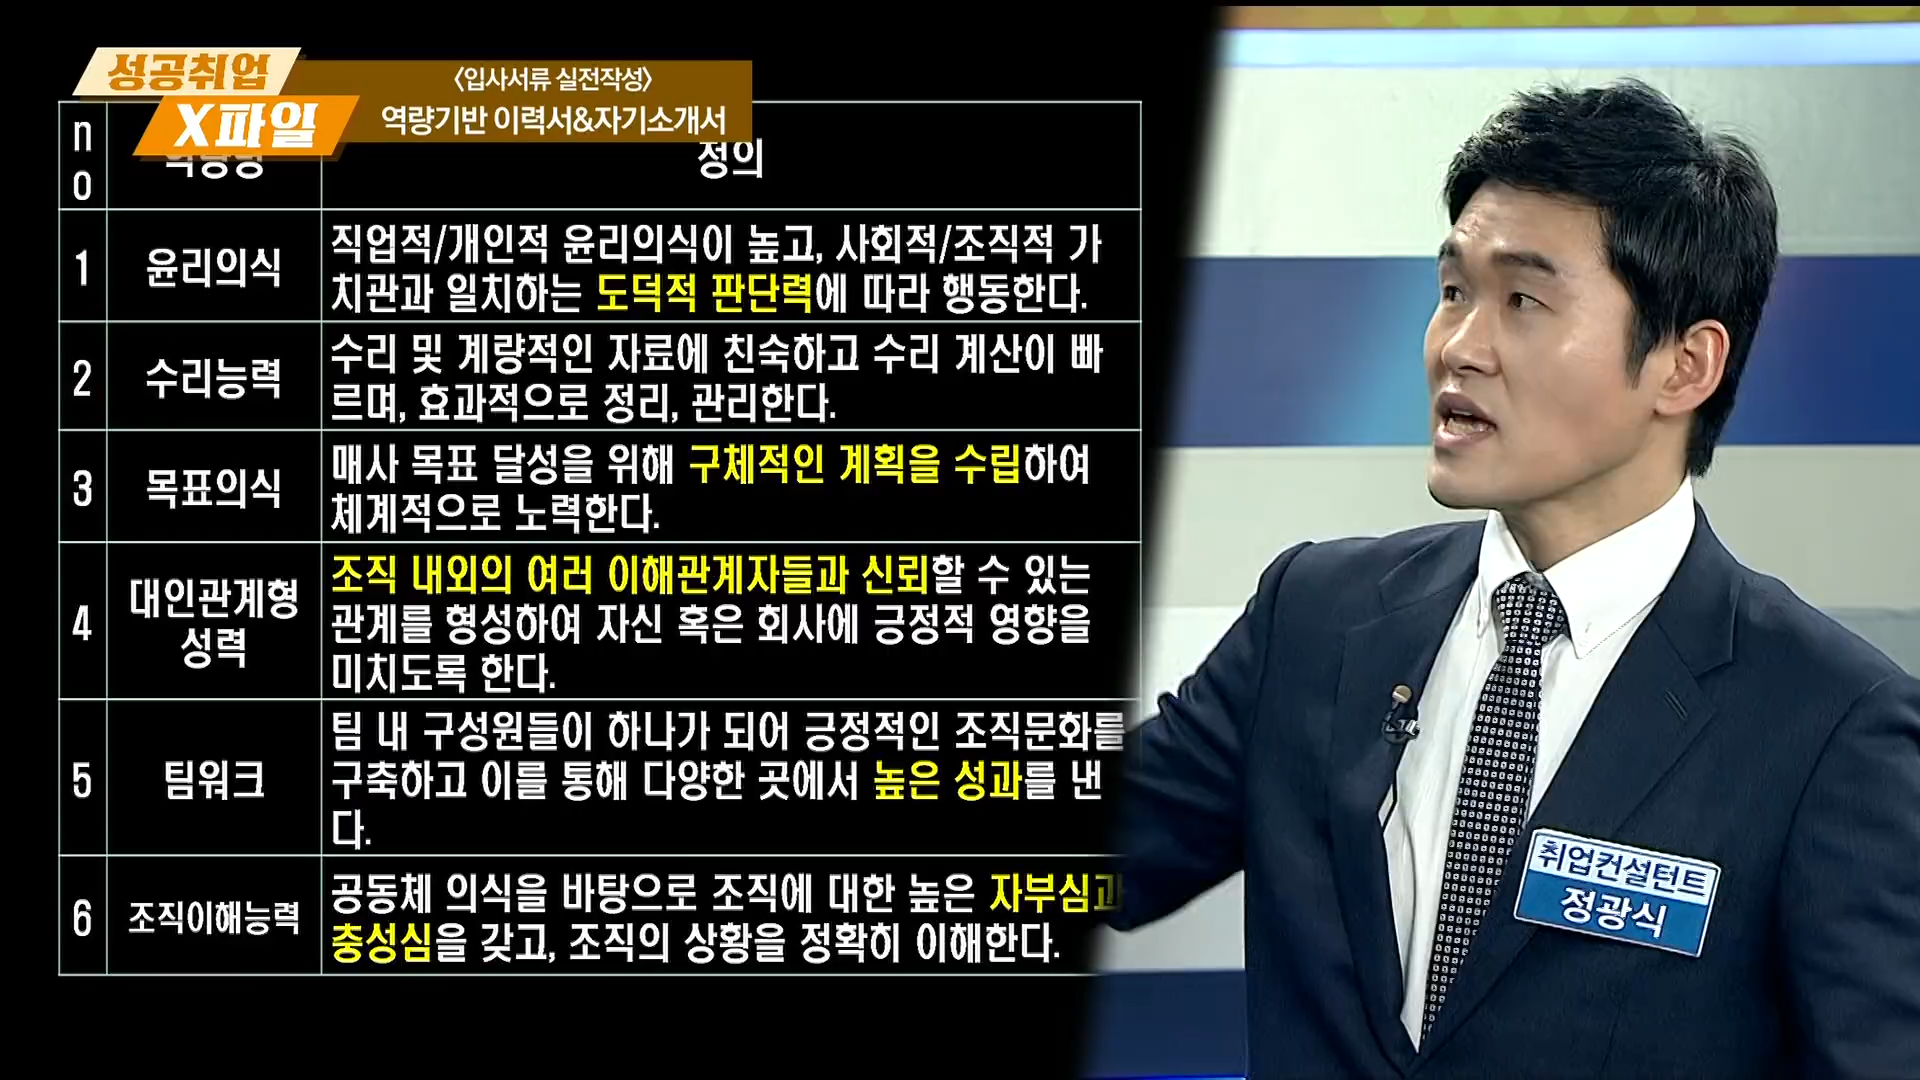 성공취업
X파일
<입사서류 실전작성>
역량기반 이력서&자기소개서
n
o
역량명
정의
1
윤리의식
직업적/개인적 윤리의식이 높고, 사회적/조직적 가
치관과 일치하는 도덕적 판단력에 따라 행동한다.
2
수리능력
수리 및 계량적인 자료에 친숙하고 수리 계산이 빠
르며, 효과적으로 정리, 관리한다.
3
목표의식
매사 목표 달성을 위해 구체적인 계획을 수립하여
체계적으로 노력한다.
4
대인관계형
성력
조직 내외의 여러 이해관계자들과 신뢰할 수 있는
관계를 형성하여 자신 혹은 회사에 긍정적 영향을
미치도록 한다.
5
팀워크
팀 내 구성원들이 하나가 되어 긍정적인 조직문화를
구축하고 이를 통해 다양한 곳에서 높은 성과를 낸
다.
6
조직이해능력
공동체 의식을 바탕으로 조직에 대한 높은 자부심과
충성심을 갖고, 조직의 상황을 정확히 이해한다.
취업컨설턴트
정광식